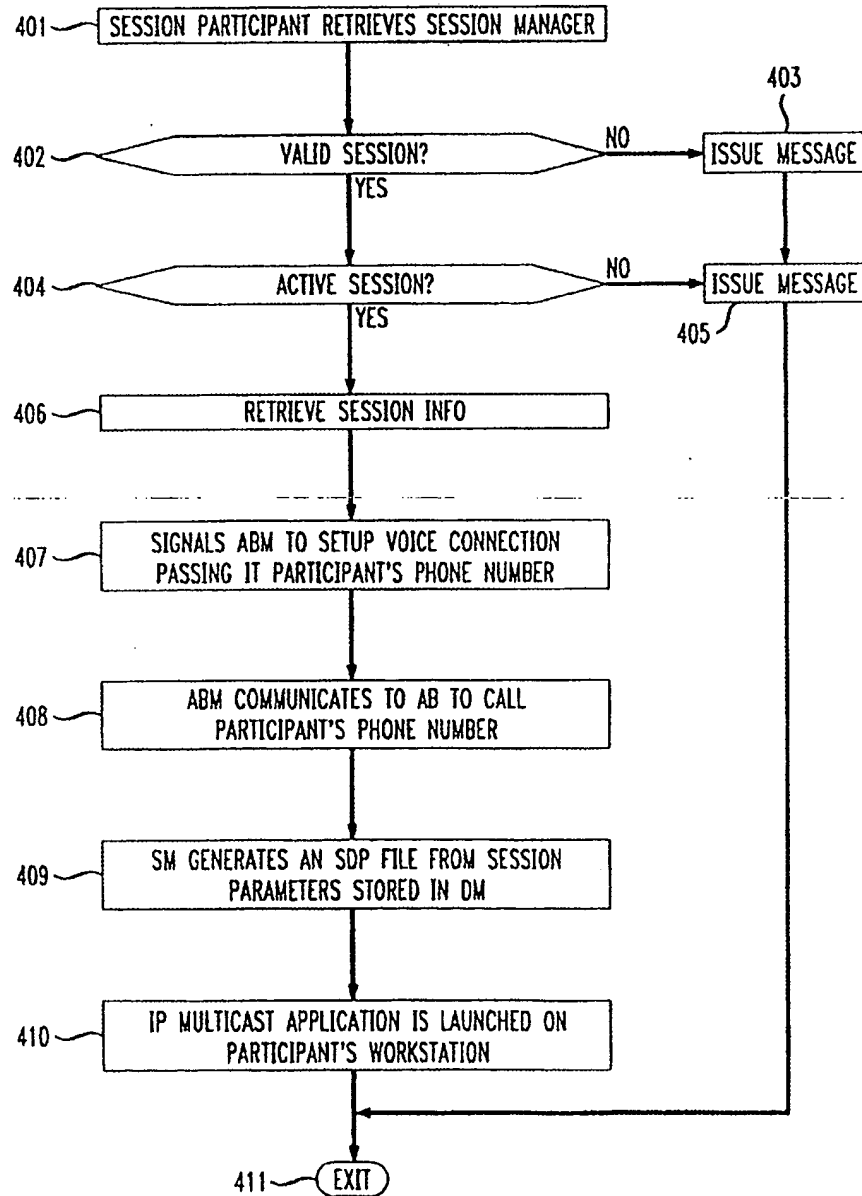 401 SESSION PARTICIPANT RETRIEVES SESSION MANAGER
403
402 VALID SESSION? NO ISSUE MESSAGE
YES
404 ACTIVE SESSION? NO ISSUE MESSAGE
YES 405
406 RETRIEVE SESSION INFO
407 SIGNALS ABM TO SETUP VOICE CONNECTION
PASSING IT PARTICIPANT'S PHONE NUMBER
408 ABM COMMUNICATES TO AB TO CALL
PARTICIPANT'S PHONE NUMBER
409 SM GENERATES AN SDP FILE FROM SESSION
PARAMETERS STORED IN DM
410 IP MULTICAST APPLICATION IS LAUNCHED ON
PARTICIPANT'S WORKSTATION
411 EXIT